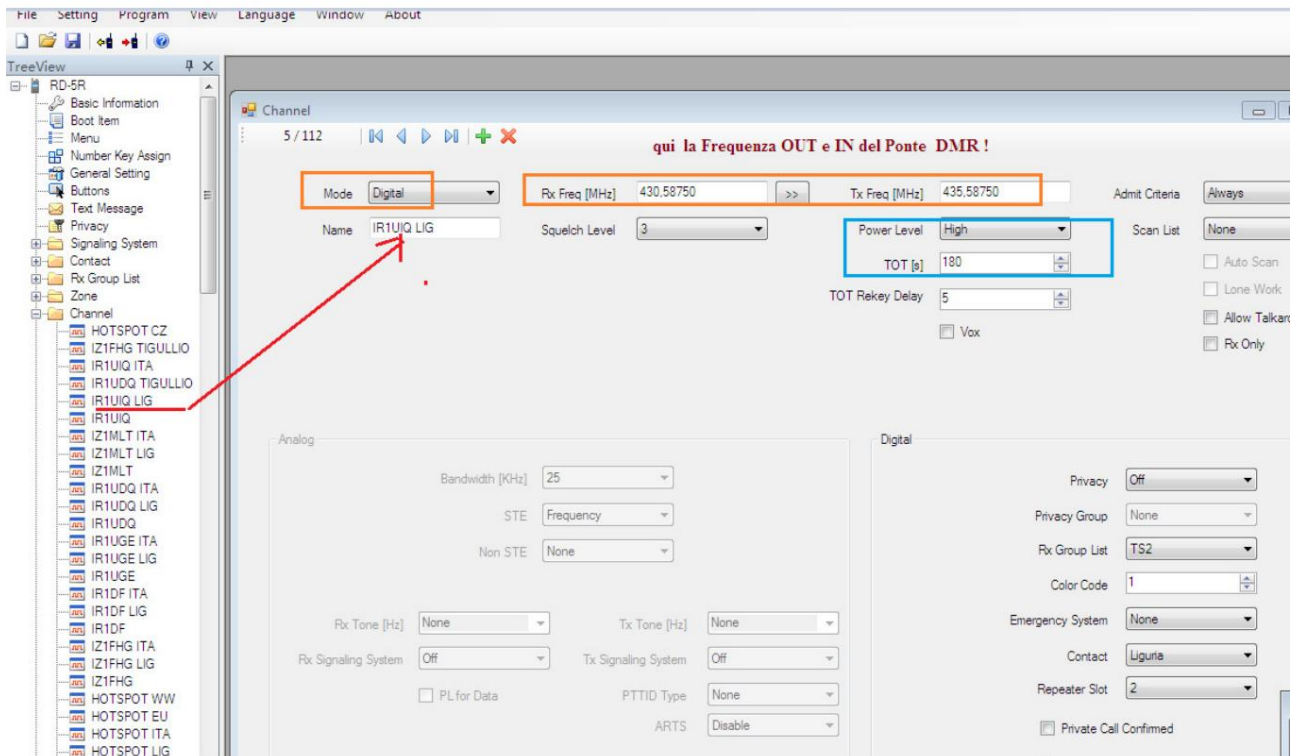 File Setting Program View Language Window About
TreeView
RD-5R
Basic Information
Boot Item
Menu
Number Key Assign
General Setting
Buttons
Text Message
Privacy
Signaling System
Contact
Rx Group List
Zone
Channel
HOTSPOT CZ
IZ1FHG TIGULLIO
IR1UIQ ITA
IR1UDQ TIGULLIO
IR1UIQ LIG
IR1UIQ
IZ1MLT ITA
IZ1MLT LIG
IZ1MLT
IR1UDQ ITA
IR1UDQ LIG
IR1UDQ
IR1UGE ITA
IR1UGE LIG
IR1UGE
IR1DF ITA
IR1DF LIG
IR1DF
IZ1FHG ITA
IZ1FHG LIG
IZ1FHG
HOTSPOT WW
HOTSPOT EU
HOTSPOT ITA
HOTSPOT LIG
Channel
5 / 112
qui la Frequenza OUT e IN del Ponte DMR !
Mode Digital Rx Freq [MHz] 430,58750 >> Tx Freq [MHz] 435,58750 Admit Criteria Always
Name IR1UIQ LIG Squelch Level 3 Power Level High Scan List None
TOT [s] 180 Auto Scan
TOT Rekey Delay 5 Lone Work
Vox Allow Talkaro
Rx Only
Analog
Bandwidth [KHz] 25
STE Frequency
Non STE None
Rx Tone [Hz] None Tx Tone [Hz] None
Rx Signaling System Off Tx Signaling System Off
PL for Data PTTID Type None
ARTS Disable
Digital
Privacy Off
Privacy Group None
Rx Group List TS2
Color Code 1
Emergency System None
Contact Liguria
Repeater Slot 2
Private Call Confirmed